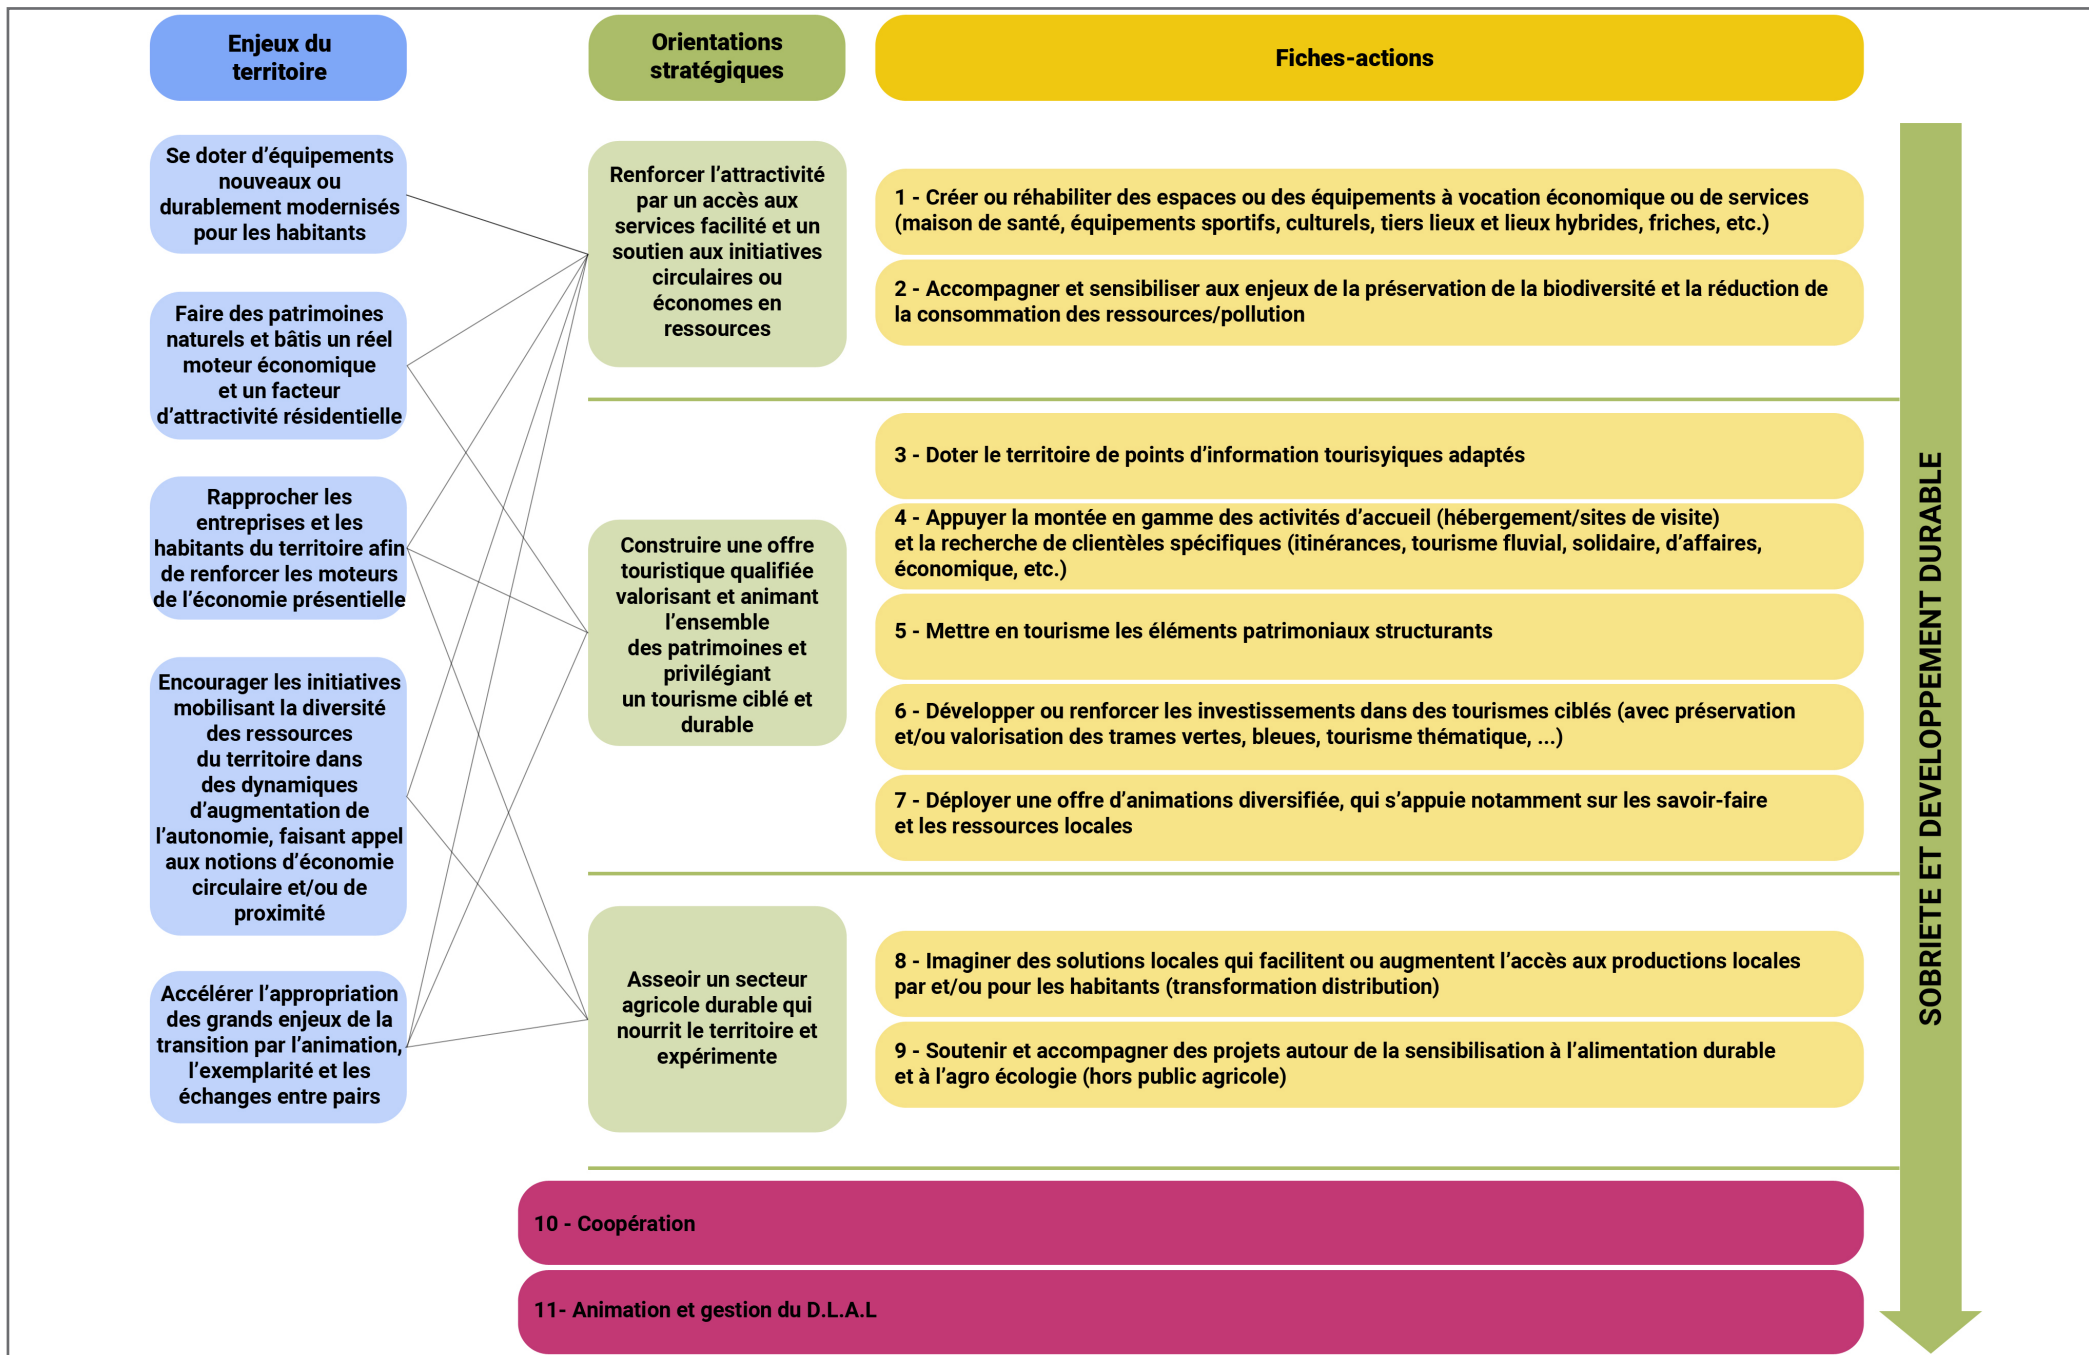 Enjeux du
territoire
Orientations
stratégiques
Fiches-actions
Se doter d’équipements
nouveaux ou
durablement modernisés
pour les habitants
Faire des patrimoines
naturels et bâtis un réel
moteur économique
et un facteur
d’attractivité résidentielle
Rapprocher les
entreprises et les
habitants du territoire afin
de renforcer les moteurs
de l’économie présentielle
Encourager les initiatives
mobilisant la diversité
des ressources
du territoire dans
des dynamiques
d’augmentation de
l’autonomie, faisant appel
aux notions d’économie
circulaire et/ou de
proximité
Accélérer l’appropriation
des grands enjeux de la
transition par l’animation,
l’exemplarité et les
échanges entre pairs
Renforcer l’attractivité
par un accès aux
services facilité et un
soutien aux initiatives
circulaires ou
économes en
ressources
1 - Créer ou réhabiliter des espaces ou des équipements à vocation économique ou de services
(maison de santé, équipements sportifs, culturels, tiers lieux et lieux hybrides, friches, etc.)
2 - Accompagner et sensibiliser aux enjeux de la préservation de la biodiversité et la réduction de
la consommation des ressources/pollution
Construire une offre
touristique qualifiée
valorisant et animant
l’ensemble
des patrimoines et
privilégiant
un tourisme ciblé et
durable
3 - Doter le territoire de points d’information tourisyiques adaptés
4 - Appuyer la montée en gamme des activités d’accueil (hébergement/sites de visite)
et la recherche de clientèles spécifiques (itinérances, tourisme fluvial, solidaire, d’affaires,
économique, etc.)
5 - Mettre en tourisme les éléments patrimoniaux structurants
6 - Développer ou renforcer les investissements dans des tourismes ciblés (avec préservation
et/ou valorisation des trames vertes, bleues, tourisme thématique, ...)
7 - Déployer une offre d’animations diversifiée, qui s’appuie notamment sur les savoir-faire
et les ressources locales
Asseoir un secteur
agricole durable qui
nourrit le territoire et
expérimente
8 - Imaginer des solutions locales qui facilitent ou augmentent l’accès aux productions locales
par et/ou pour les habitants (transformation distribution)
9 - Soutenir et accompagner des projets autour de la sensibilisation à l’alimentation durable
et à l’agro écologie (hors public agricole)
10 - Coopération
11- Animation et gestion du D.L.A.L
SOBRIETE ET DEVELOPPEMENT DURABLE